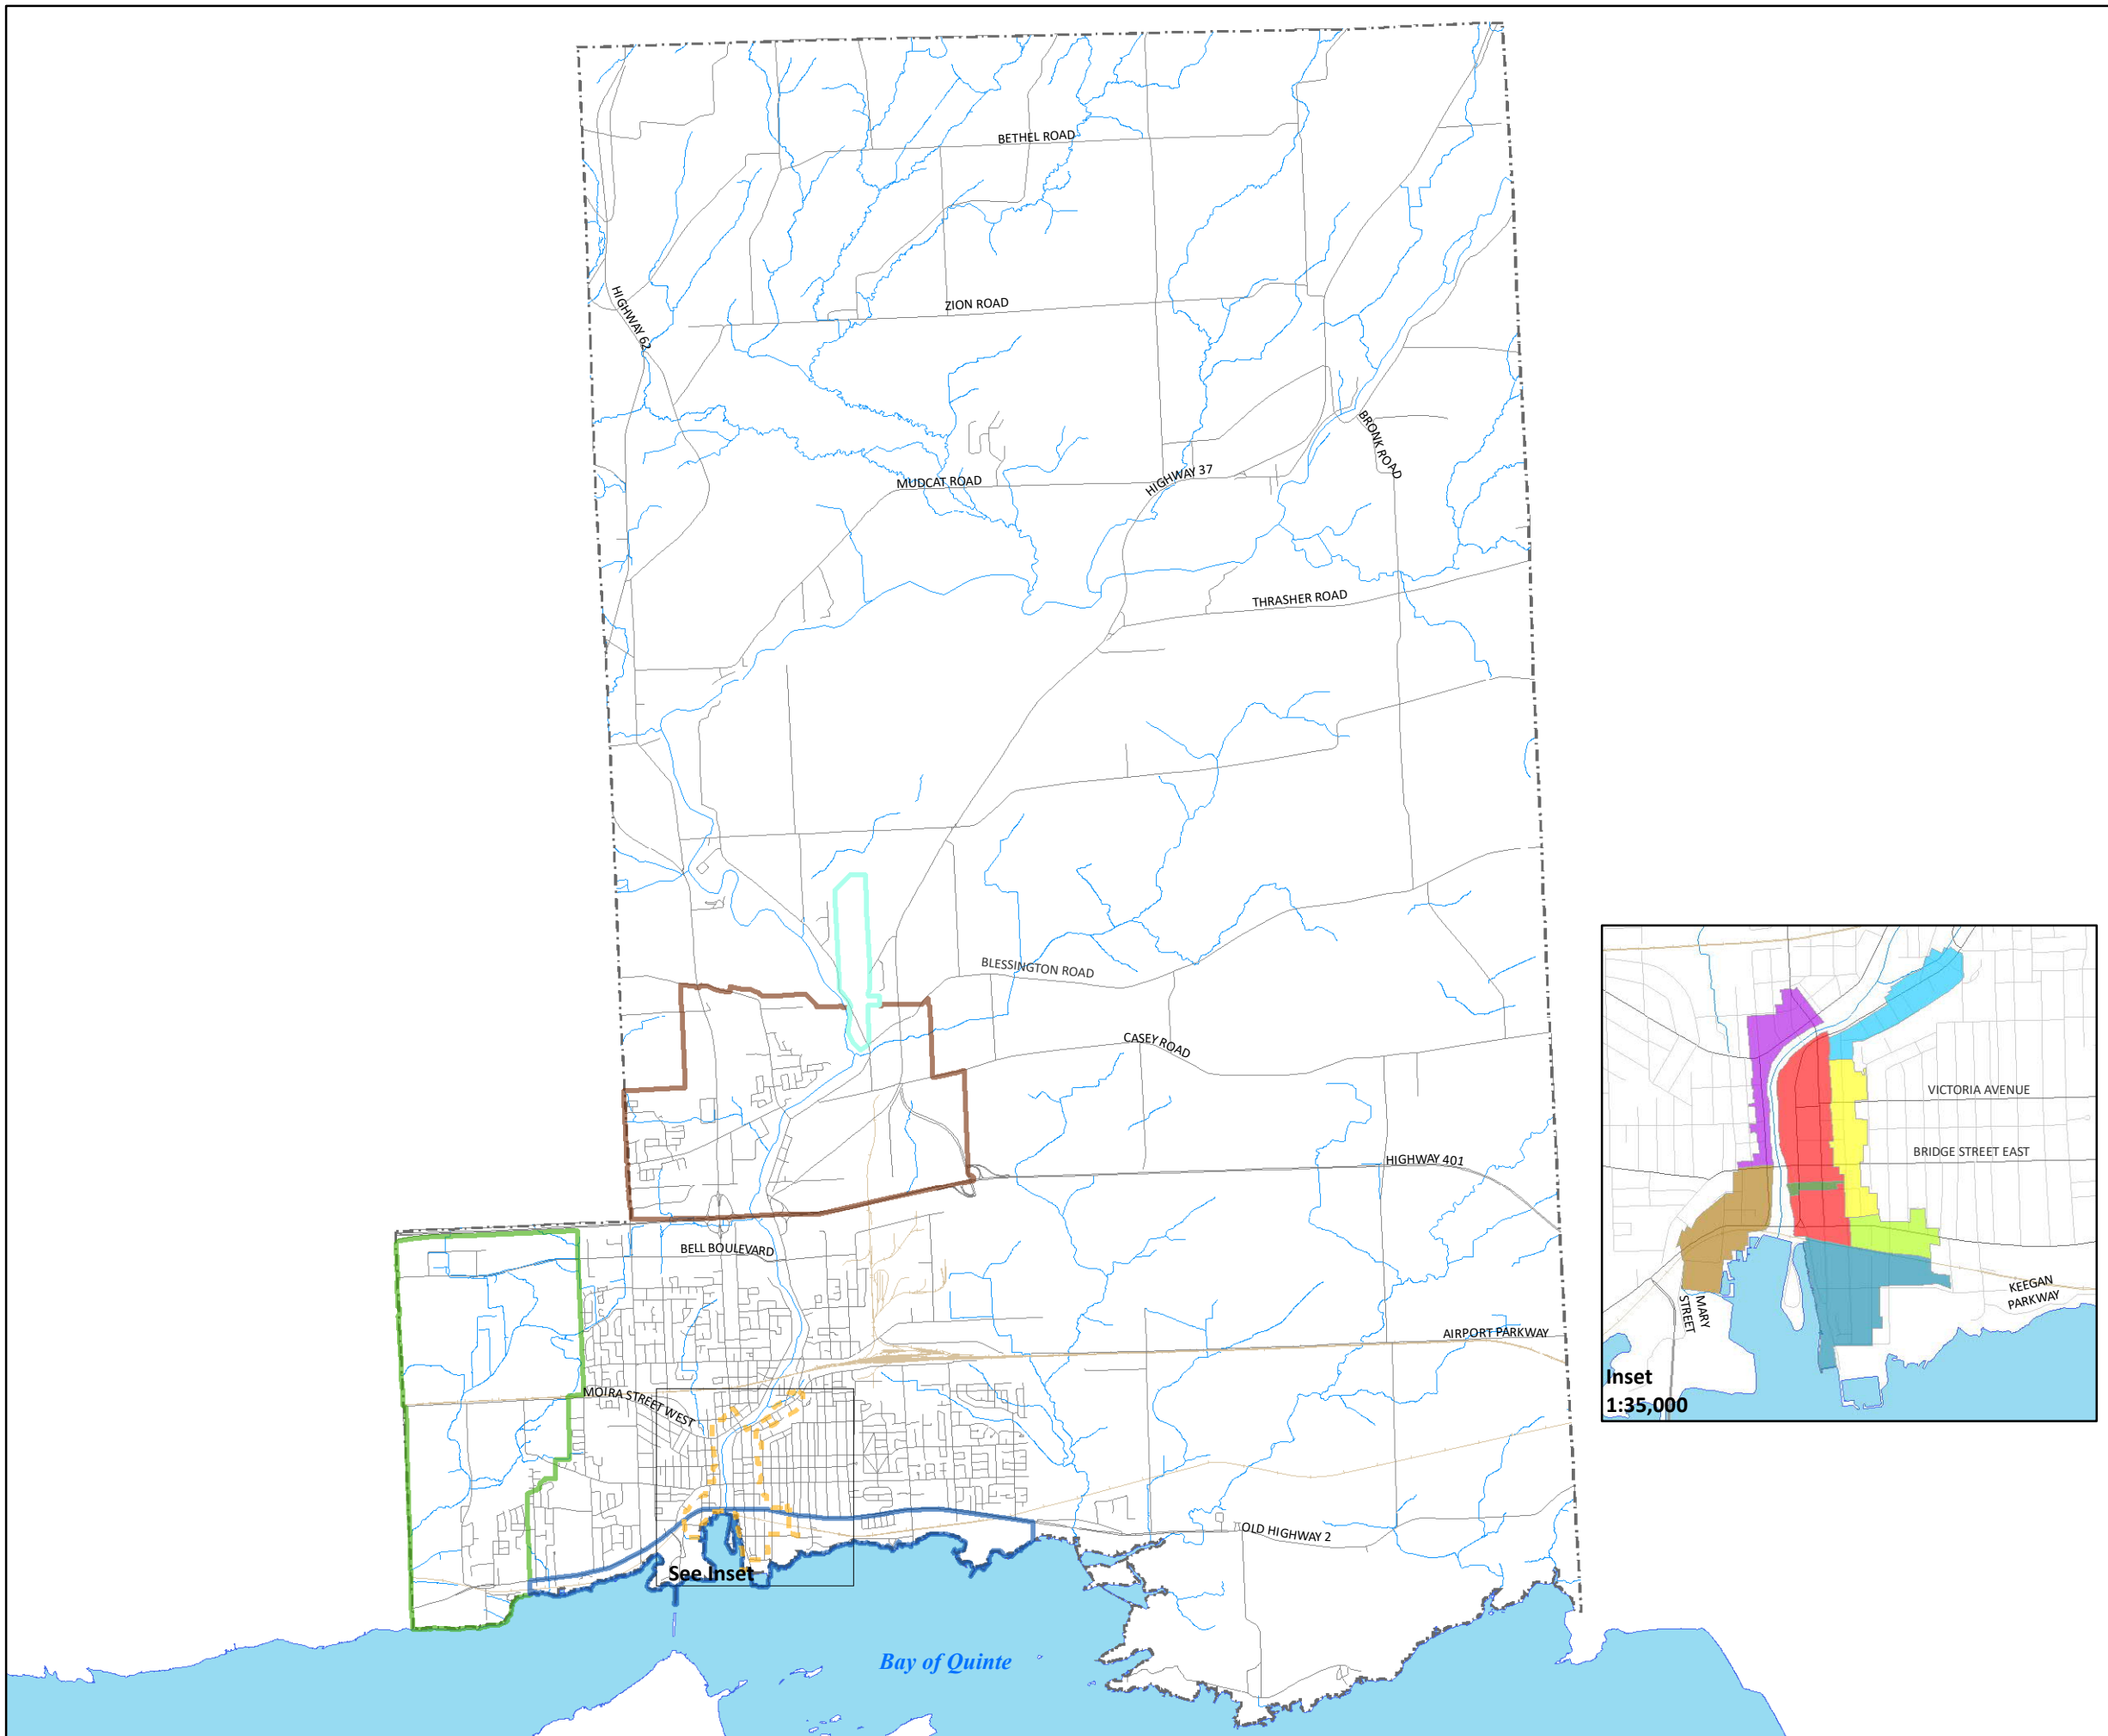 BETHEL ROAD
ZION ROAD
HIGHWAY 62
BRONK ROAD
HIGHWAY 37
MUDCAT ROAD
THRASHER ROAD
BLESSINGTON ROAD
CASEY ROAD
HIGHWAY 401
BELL BOULEVARD
AIRPORT PARKWAY
MOIRA STREET WEST
OLD HIGHWAY 2
See Inset
Bay of Quinte
VICTORIA AVENUE
BRIDGE STREET EAST
KEEGAN
PARKWAY
MARY
STREET
Inset
1:35,000